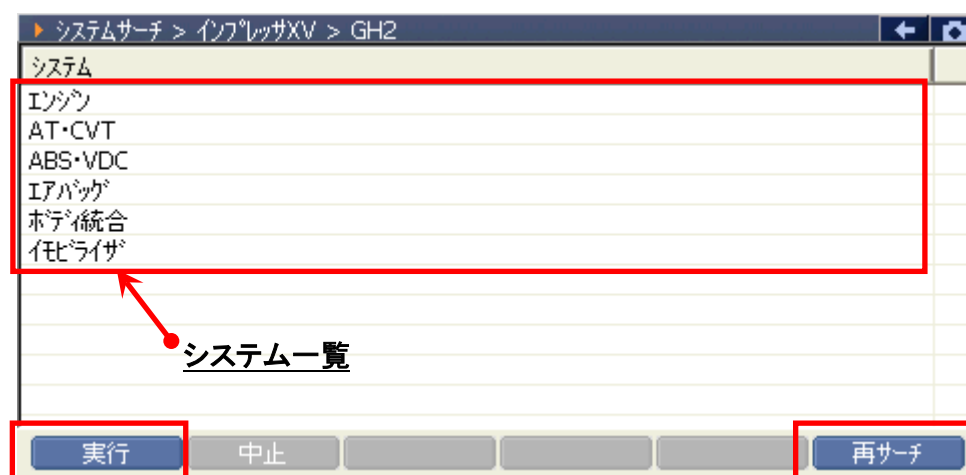 システムサーチ > インプレッサXV > GH2
システム
エンジン
AT・CVT
ABS・VDC
エアバッグ
ボディ統合
イモビライザ
システム一覧
実行 中止 再サーチ